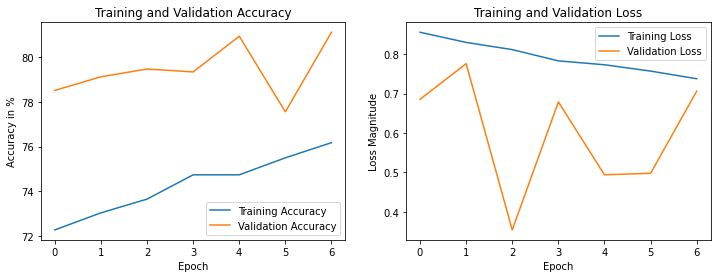 Training and Validation Accuracy
80
78
76
74
72
Accuracy in %
0 1 2 3 4 5 6
Epoch
Training Accuracy
Validation Accuracy
Training and Validation Loss
0.8
0.7
0.6
0.5
0.4
Loss Magnitude
0 1 2 3 4 5 6
Epoch
Training Loss
Validation Loss